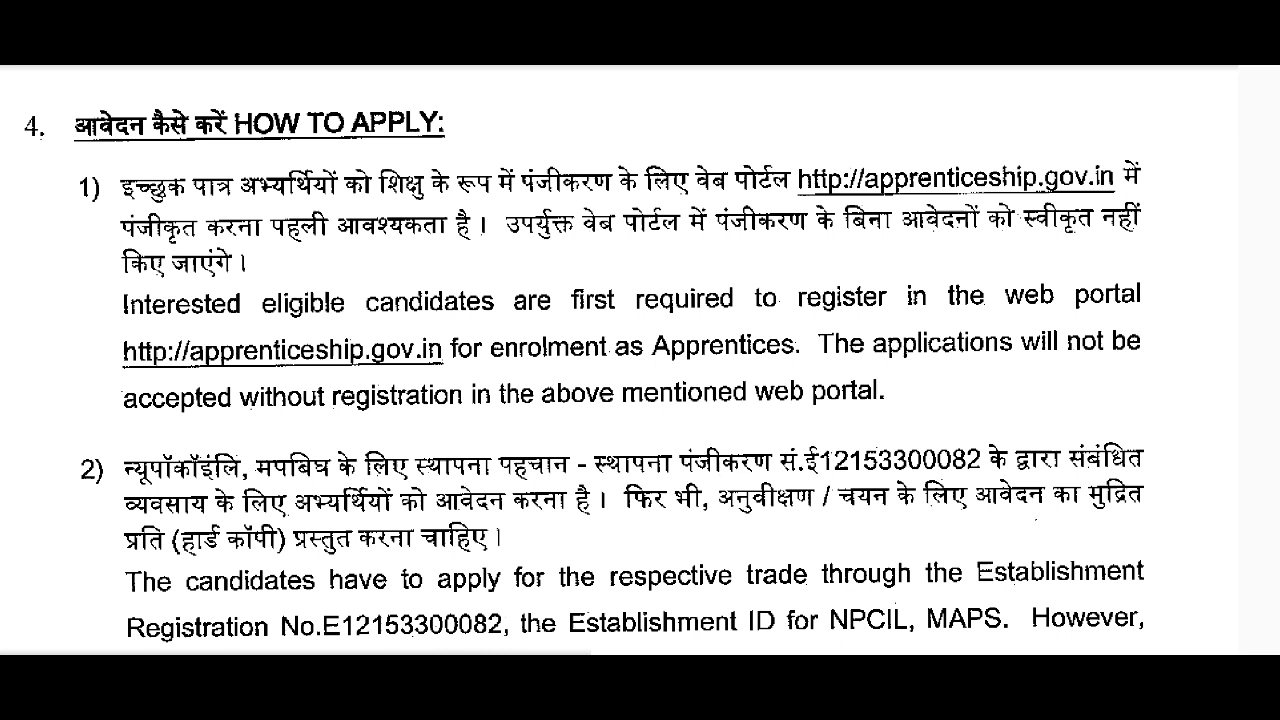 4. आवेदन कैसे करें HOW TO APPLY:
1) इच्छुक पात्र अभ्यर्थियों को शिक्षु के रूप में पंजीकरण के लिए वेब पोर्टल http://apprenticeship.gov.in में
पंजीकृत करना पहली आवश्यकता है। उपर्युक्त वेब पोर्टल में पंजीकरण के बिना आवेदनों को स्वीकृत नहीं
किए जाएंगे।
Interested eligible candidates are first required to register in the web portal
http://apprenticeship.gov.in for enrolment as Apprentices. The applications will not be
accepted without registration in the above mentioned web portal.
2) न्यूपॉकॉइंलि, मपबिघ के लिए स्थापना पहचान - स्थापना पंजीकरण सं.ई12153300082 के द्वारा संबंधित
व्यवसाय के लिए अभ्यर्थियों को आवेदन करना है। फिर भी, अनुवीक्षण / चयन के लिए आवेदन का मुद्रित
प्रति (हार्ड कॉपी) प्रस्तुत करना चाहिए।
The candidates have to apply for the respective trade through the Establishment
Registration No.E12153300082, the Establishment ID for NPCIL, MAPS. However,